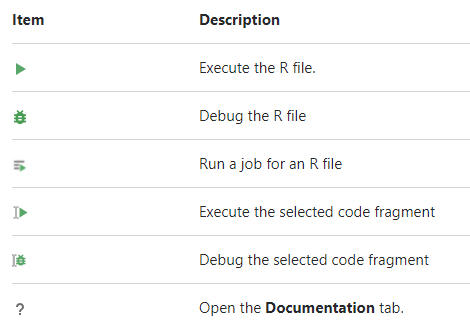 Item Description
Execute the R file.
Debug the R file
Run a job for an R file
Execute the selected code fragment
Debug the selected code fragment
? Open the Documentation tab.